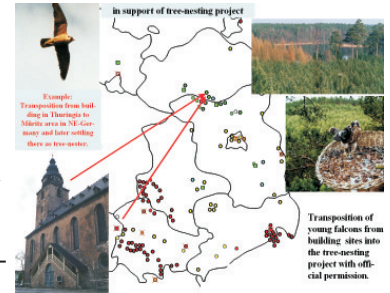 in support of tree-nesting project
Example:
Transposition from buil-
ding in Thuringia to
Müritz area in NE-Ger-
many and later settling
there as tree-nester.
Transposition of
young falcons from
building sites into
the tree-nesting
project with offi-
cial permission.